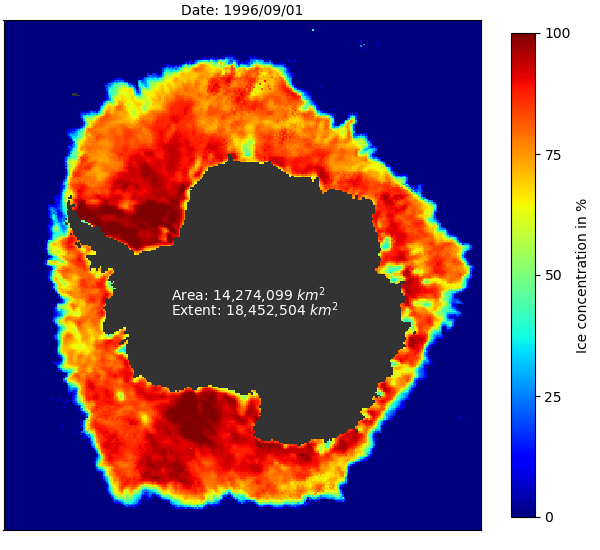 Date: 1996/09/01
100
75
50
25
0
Ice concentration in %
Area: 14,274,099 km²
Extent: 18,452,504 km²